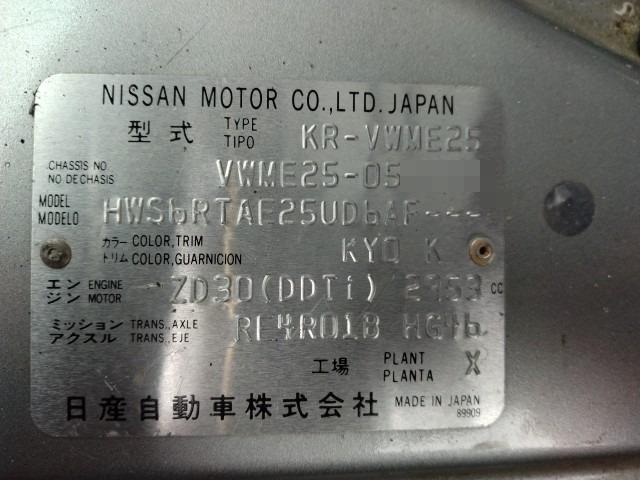 NISSAN MOTOR CO.,LTD. JAPAN
型式 TYPE TIPO KR-VWME25
CHASSIS NO NO DE CHASIS VWME25-05
MODEL MODELO HWS6RTAE25UD6AF---
カラー COLOR,TRIM トリム COLOR,GUARNICION KY0 K
エンジン ENGINE MOTOR ZD30(DDTi) 2953 CC
ミッション アクスル TRANS.,AXLE TRANS.,EJE RE4R01B HG46
工場 PLANT PLANTA X
日産自動車株式会社 MADE IN JAPAN
89909